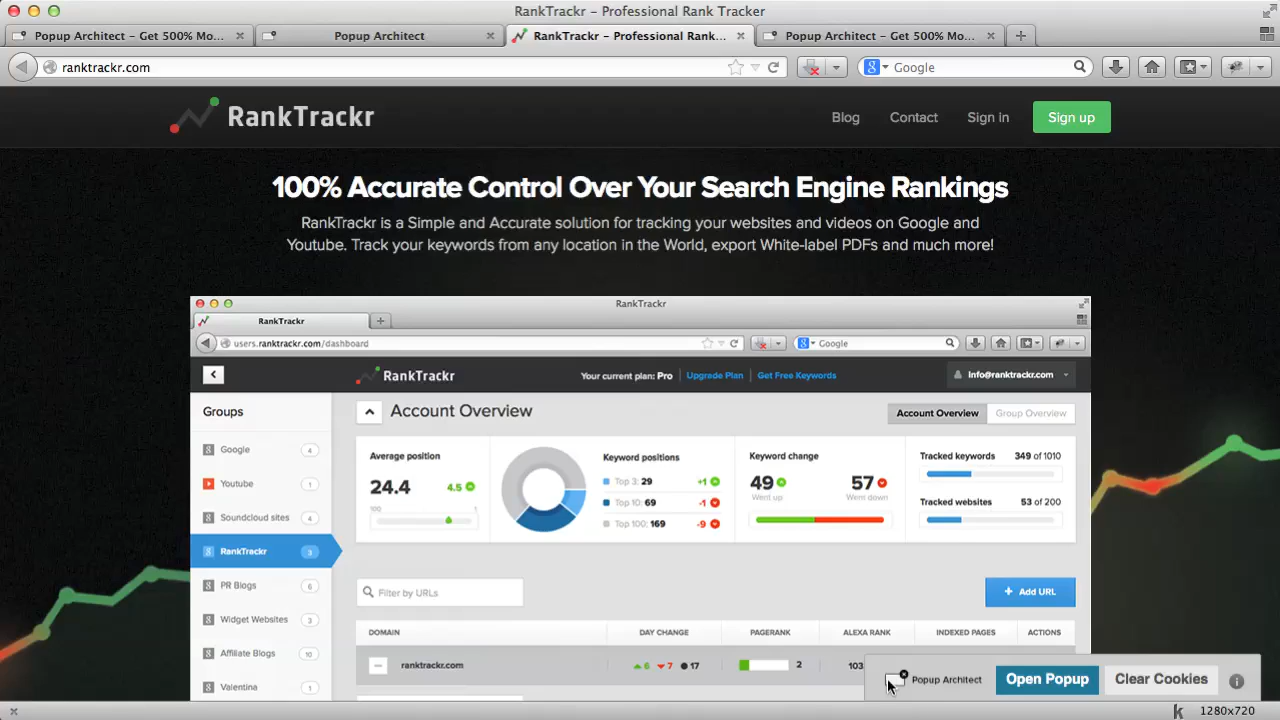 RankTrackr – Professional Rank Tracker
Popup Architect – Get 500% Mo...
Popup Architect
RankTrackr – Professional Rank...
Popup Architect – Get 500% Mo...
ranktrackr.com
Google
RankTrackr
Blog
Contact
Sign in
Sign up
100% Accurate Control Over Your Search Engine Rankings
RankTrackr is a Simple and Accurate solution for tracking your websites and videos on Google and
Youtube. Track your keywords from any location in the World, export White-label PDFs and much more!
RankTrackr
RankTrackr
users.ranktrackr.com/dashboard
Google
RankTrackr
Your current plan: Pro
Upgrade Plan
Get Free Keywords
info@ranktrackr.com
Groups
Google 4
Youtube 1
Soundcloud sites 4
RankTrackr 3
PR Blogs 6
Widget Websites 3
Affiliate Blogs 10
Valentina 1
Account Overview
Account Overview
Group Overview
Average position
24.4
4.5
100 1
Keyword positions
Top 3: 29 +1
Top 10: 69 -1
Top 100: 169 -9
Keyword change
49 57
Went up Went down
Tracked keywords 349 of 1010
Tracked websites 53 of 200
Filter by URLs
+ Add URL
DOMAIN DAY CHANGE PAGERANK ALEXA RANK INDEXED PAGES ACTIONS
ranktrackr.com 6 7 17 2 103
Popup Architect
Open Popup
Clear Cookies
1280x720